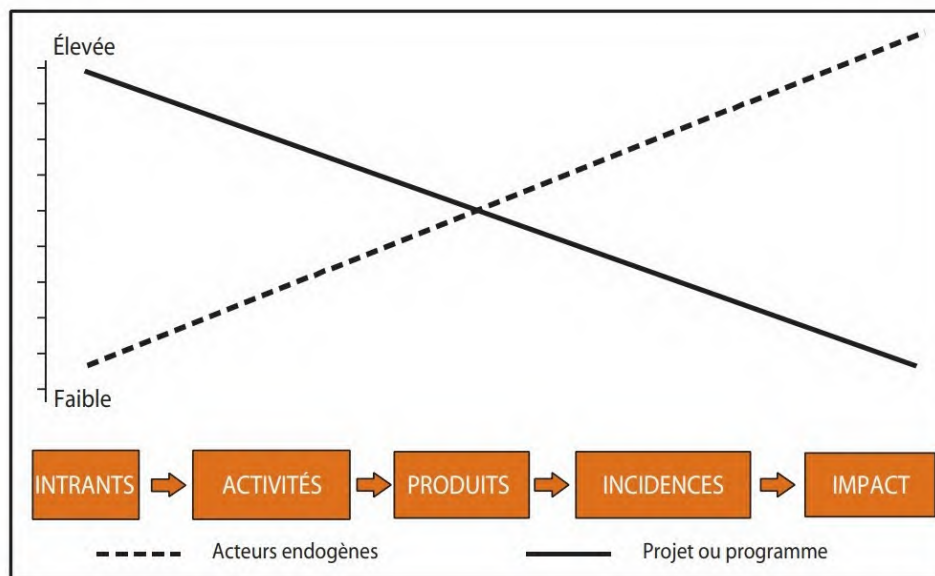 Élevée
Faible
INTRANTS
ACTIVITÉS
PRODUITS
INCIDENCES
IMPACT
Acteurs endogènes
Projet ou programme